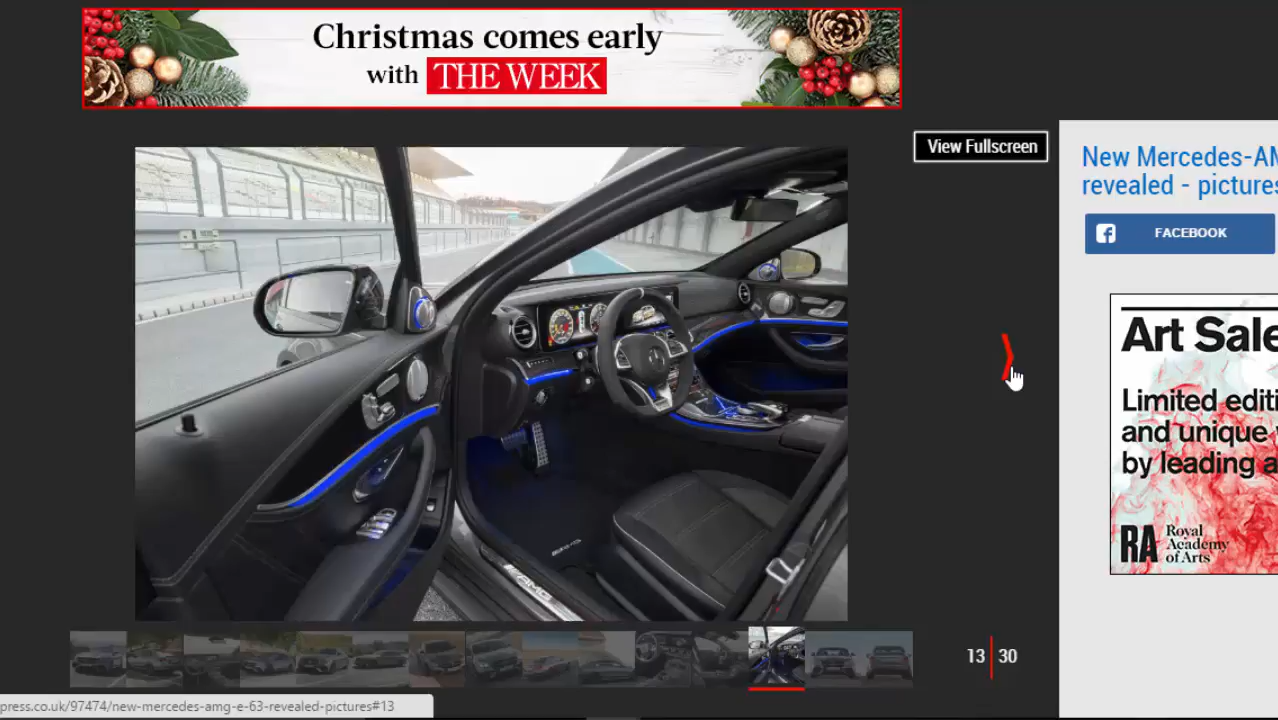 Christmas comes early
with THE WEEK
View Fullscreen
New Mercedes-AM
revealed - pictures
FACEBOOK
Art Sale
Limited editi
and unique
by leading a
RA Royal
Academy
of Arts
AMG
13 30
press.co.uk/97474/new-mercedes-amg-e-63-revealed-pictures#13